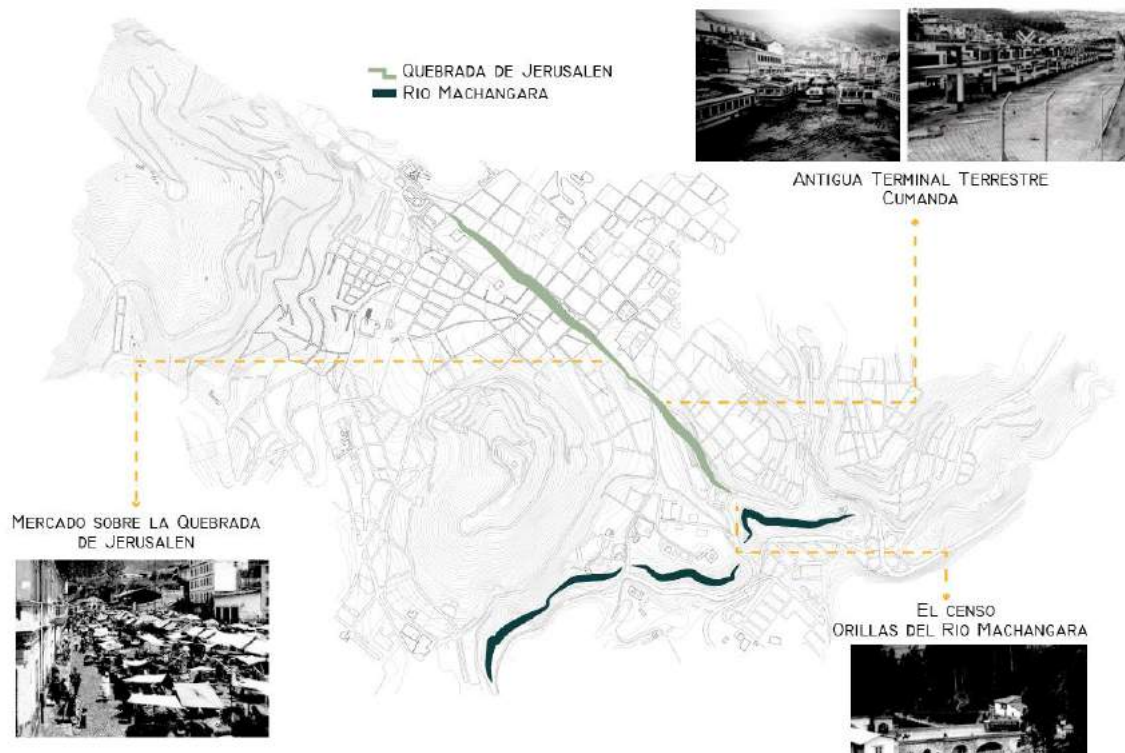 QUEBRADA DE JERUSALEN
RIO MACHANGARA
ANTIGUA TERMINAL TERRESTRE
CUMANDA
MERCADO SOBRE LA QUEBRADA
DE JERUSALEN
EL CENSO
ORILLAS DEL RIO MACHANGARA